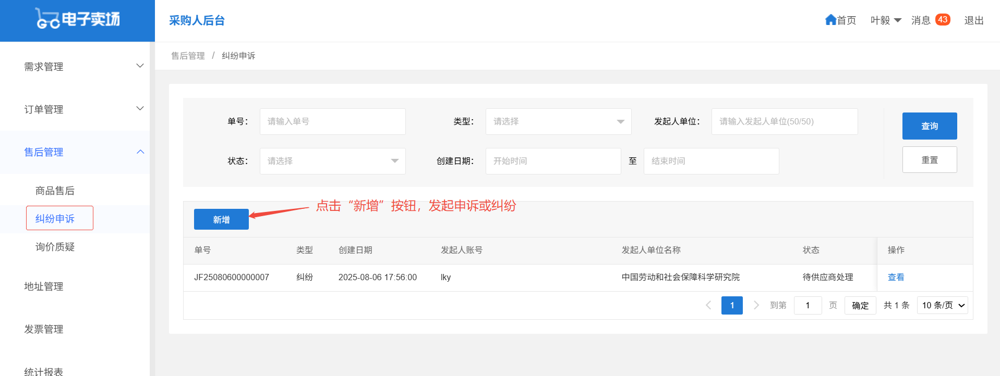 GC电子卖场
采购人后台
首页 叶毅 消息 43 退出
售后管理 / 纠纷申诉
需求管理
订单管理
售后管理
商品售后
纠纷申诉
询价质疑
地址管理
发票管理
统计报表
单号： 请输入单号 类型： 请选择 发起人单位： 请输入发起人单位(50/50) 查询
状态： 请选择 创建日期： 开始时间 至 结束时间 重置
点击“新增”按钮，发起申诉或纠纷
新增
单号 类型 创建日期 发起人账号 发起人单位名称 状态 操作
JF25080600000007 纠纷 2025-08-06 17:56:00 lky 中国劳动和社会保障科学研究院 待供应商处理 查看
1 到第 1 页 确定 共 1 条 10 条/页